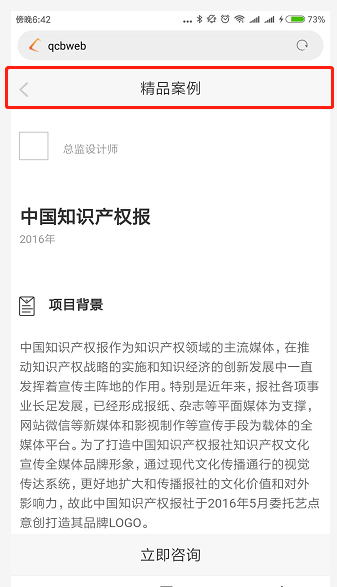 傍晚6:42
73%
qcbweb
精品案例
总监设计师
中国知识产权报
2016年
项目背景
中国知识产权报作为知识产权领域的主流媒体，在推
动知识产权战略的实施和知识经济的创新发展中一直
发挥着宣传主阵地的作用。特别是近年来，报社各项事
业长足发展，已经形成报纸、杂志等平面媒体为支撑，
网站微信等新媒体和影视制作等宣传手段为载体的全
媒体平台。为了打造中国知识产权报社知识产权文化
宣传全媒体品牌形象，通过现代文化传播通行的视觉
传达系统，更好地扩大和传播报社的文化价值和对外
影响力，故此中国知识产权报社于2016年5月委托艺点
意创打造其品牌LOGO。
立即咨询